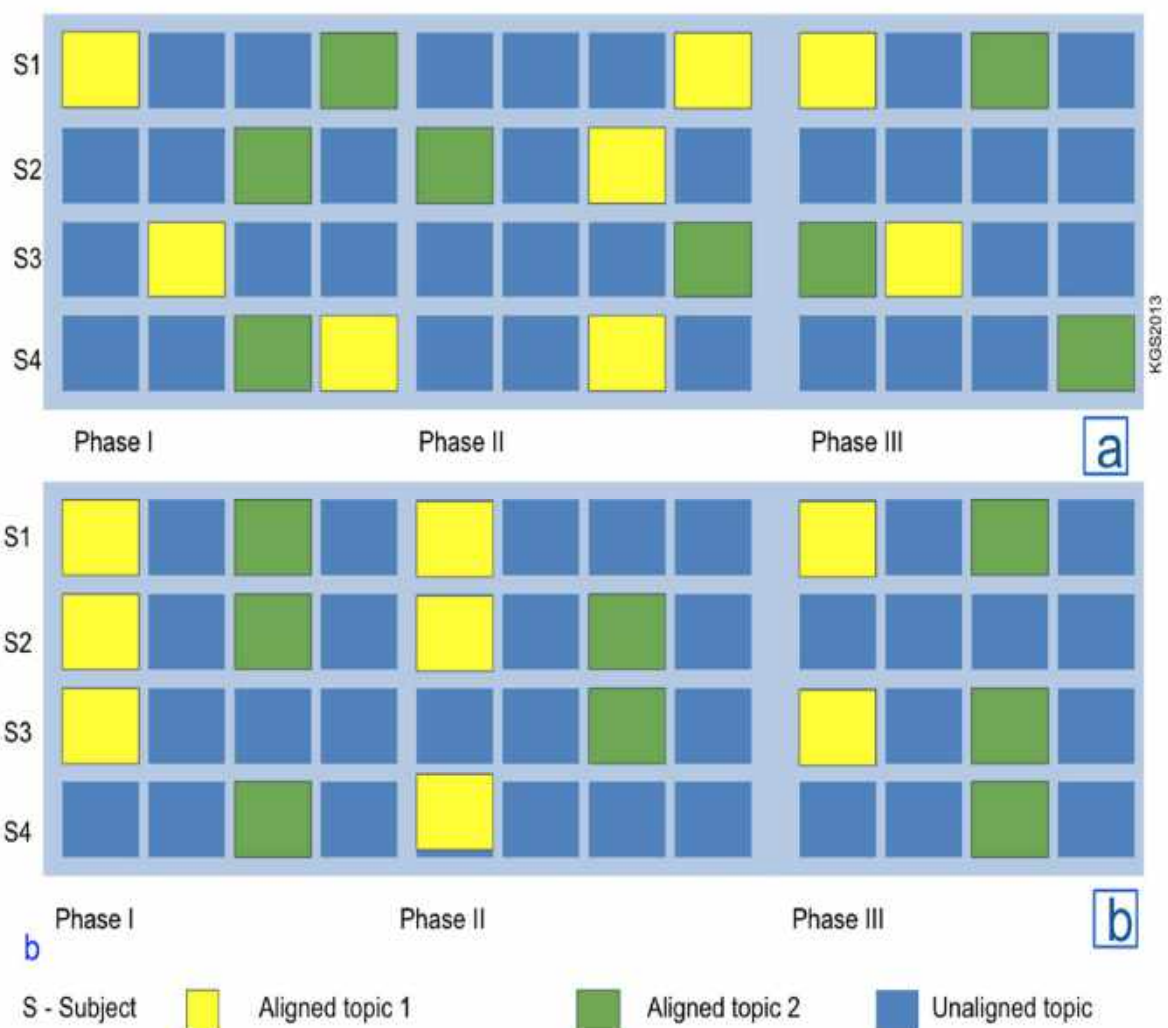 S1
S2
S3
S4
KGS2013
Phase I Phase II Phase III
a
S1
S2
S3
S4
Phase I Phase II Phase III
b
b
S - Subject Aligned topic 1 Aligned topic 2 Unaligned topic